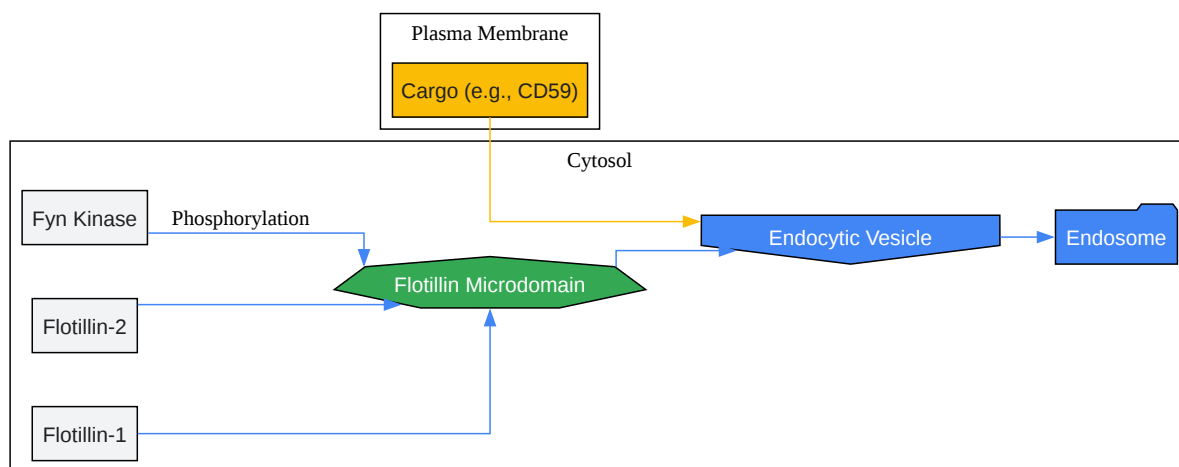 Plasma Membrane
Cargo (e.g., CD59)
Cytosol
Fyn Kinase
Phosphorylation
Endocytic Vesicle
Endosome
Flotillin Microdomain
Flotillin-2
Flotillin-1